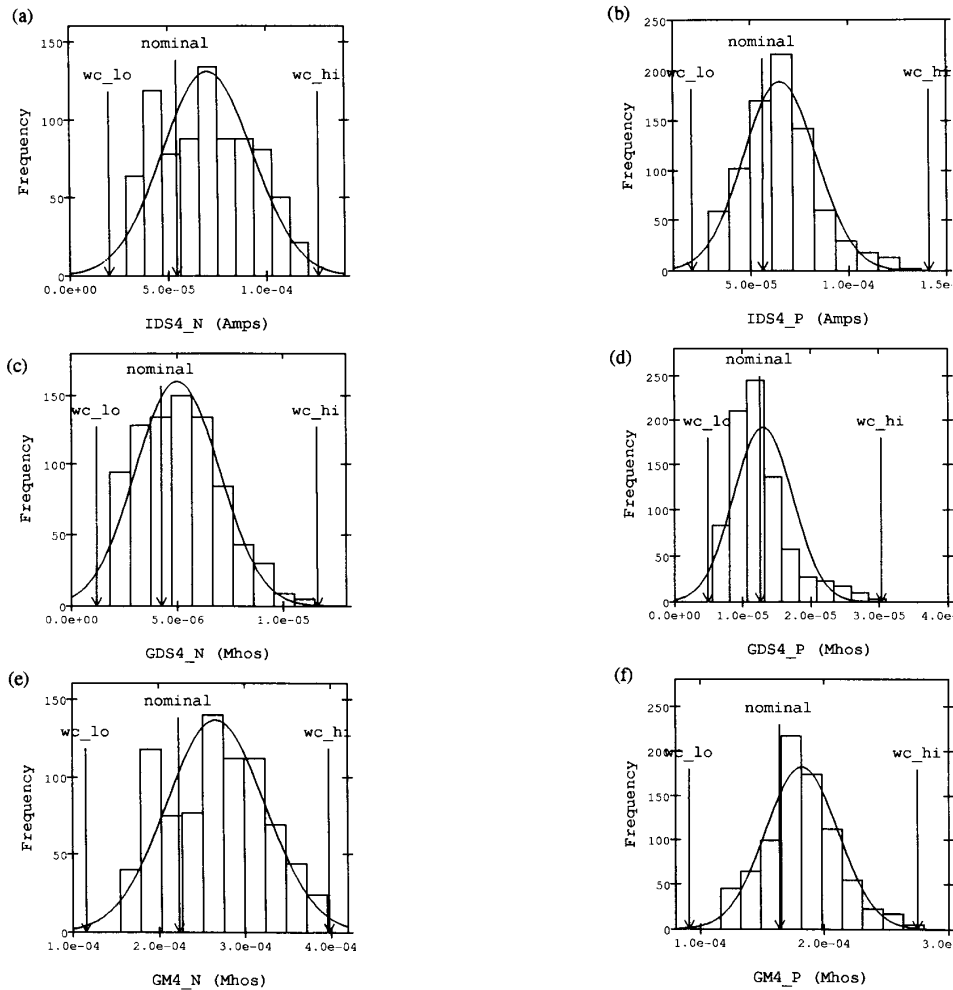 (a)
150
100
50
0
Frequency
nominal
wc_lo
wc_hi
0.0e+00 5.0e-05 1.0e-04
IDS4_N (Amps)
(b)
250
200
150
100
50
0
Frequency
nominal
wc_lo
wc_hi
5.0e-05 1.0e-04 1.5e-
IDS4_P (Amps)
(c)
150
100
50
0
Frequency
nominal
wc_lo
wc_hi
0.0e+00 5.0e-06 1.0e-05
GDS4_N (Mhos)
(d)
250
200
150
100
50
0
Frequency
nominal
wc_lo
wc_hi
0.0e+00 1.0e-05 2.0e-05 3.0e-05 4.0e-
GDS4_P (Mhos)
(e)
150
100
50
0
Frequency
nominal
wc_lo
wc_hi
1.0e-04 2.0e-04 3.0e-04 4.0e-04
GM4_N (Mhos)
(f)
250
200
150
100
50
0
Frequency
nominal
wc_lo
wc_hi
1.0e-04 2.0e-04 3.0e-
GM4_P (Mhos)